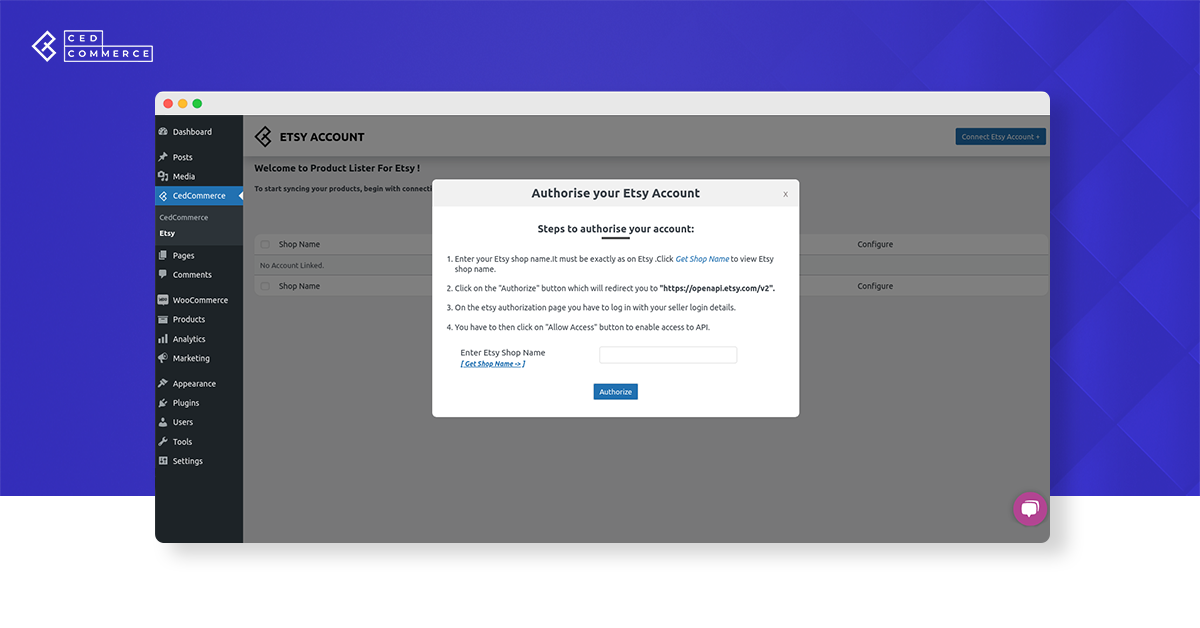 CED
COMMERCE
Dashboard
Posts
Media
CedCommerce
CedCommerce
Etsy
Pages
Comments
WooCommerce
Products
Analytics
Marketing
Appearance
Plugins
Users
Tools
Settings
ETSY ACCOUNT
Connect Etsy Account +
Welcome to Product Lister For Etsy !
To start syncing your products, begin with connecti
Shop Name
Configure
No Account Linked.
Shop Name
Configure
Authorise your Etsy Account
x
Steps to authorise your account:
1. Enter your Etsy shop name.It must be exactly as on Etsy .Click Get Shop Name to view Etsy
shop name.
2. Click on the "Authorize" button which will redirect you to "https://openapi.etsy.com/v2".
3. On the etsy authorization page you have to log in with your seller login details.
4. You have to then click on "Allow Access" button to enable access to API.
Enter Etsy Shop Name
[ Get Shop Name -> ]
Authorize